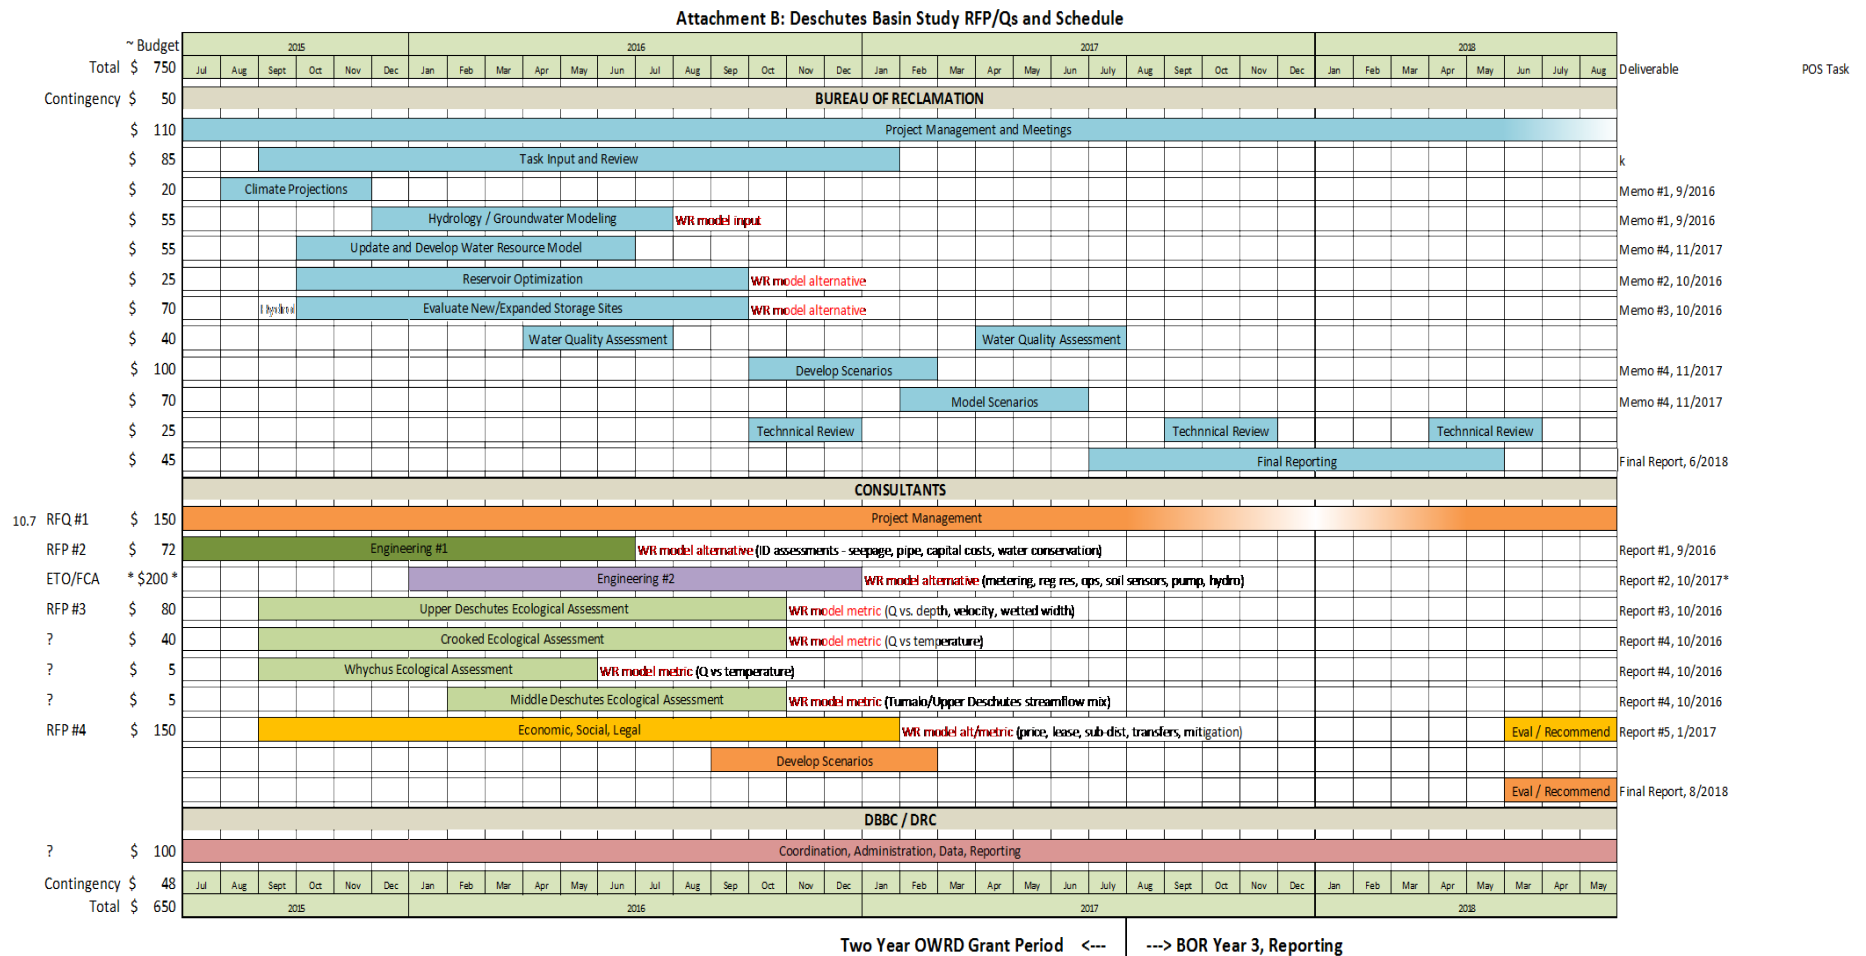 Attachment B: Deschutes Basin Study RFP/Qs and Schedule
~ Budget 2015 2016 2017 2018
Total $ 750 Jul Aug Sept Oct Nov Dec Jan Feb Mar Apr May Jun Jul Aug Sep Oct Nov Dec Jan Feb Mar Apr May Jun July Aug Sept Oct Nov Dec Jan Feb Mar Apr May Jun July Aug Deliverable POS Task
Contingency $ 50 BUREAU OF RECLAMATION
$ 110 Project Management and Meetings
$ 85 Task Input and Review k
$ 20 Climate Projections Memo #1, 9/2016
$ 55 Hydrology / Groundwater Modeling WR model input Memo #1, 9/2016
$ 55 Update and Develop Water Resource Model Memo #4, 11/2017
$ 25 Reservoir Optimization WR model alternative Memo #2, 10/2016
$ 70 Evaluate New/Expanded Storage Sites WR model alternative Memo #3, 10/2016
$ 40 Water Quality Assessment Water Quality Assessment
$ 100 Develop Scenarios Memo #4, 11/2017
$ 70 Model Scenarios Memo #4, 11/2017
$ 25 Technnical Review Technnical Review Technnical Review
$ 45 Final Reporting Final Report, 6/2018
CONSULTANTS
10.7 RFQ #1 $ 150 Project Management
RFP #2 $ 72 Engineering #1 WR model alternative (ID assessments - seepage, pipe, capital costs, water conservation) Report #1, 9/2016
ETO/FCA * $200 * Engineering #2 WR model alternative (metering, reg res, ops, soil sensors, pump, hydro) Report #2, 10/2017*
RFP #3 $ 80 Upper Deschutes Ecological Assessment WR model metric (Q vs. depth, velocity, wetted width) Report #3, 10/2016
? $ 40 Crooked Ecological Assessment WR model metric (Q vs temperature) Report #4, 10/2016
? $ 5 Whychus Ecological Assessment WR model metric (Q vs temperature) Report #4, 10/2016
? $ 5 Middle Deschutes Ecological Assessment WR model metric (Tumalo/Upper Deschutes streamflow mix) Report #4, 10/2016
RFP #4 $ 150 Economic, Social, Legal WR model alt/metric (price, lease, sub-dist, transfers, mitigation) Eval / Recommend Report #5, 1/2017
Develop Scenarios
Eval / Recommend Final Report, 8/2018
DBBC / DRC
? $ 100 Coordination, Administration, Data, Reporting
Contingency $ 48 Jul Aug Sept Oct Nov Dec Jan Feb Mar Apr May Jun Jul Aug Sep Oct Nov Dec Jan Feb Mar Apr May Jun July Aug Sept Oct Nov Dec Jan Feb Mar Apr May Mar Apr May
Total $ 650 2015 2016 2017 2018
Two Year OWRD Grant Period <--- ---> BOR Year 3, Reporting